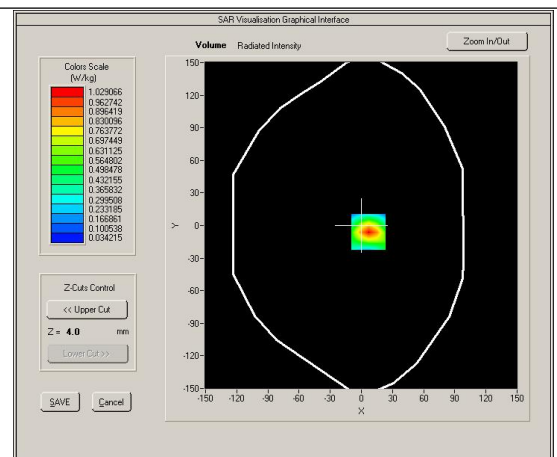 SAR Visualisation Graphical Interface
Volume Radiated Intensity
Zoom In/Out
Colors Scale
(W/kg)
1.029066
0.962742
0.896419
0.830096
0.763772
0.697449
0.631125
0.564802
0.498478
0.432155
0.365832
0.299508
0.233185
0.166861
0.100538
0.034215
Z-Cuts Control
<< Upper Cut
Z = 4.0 mm
Lower Cut >>
SAVE Cancel
150
120
90
60
30
0
-30
-60
-90
-120
-150
Y
-150 -120 -90 -60 -30 0 30 60 90 120 150
X